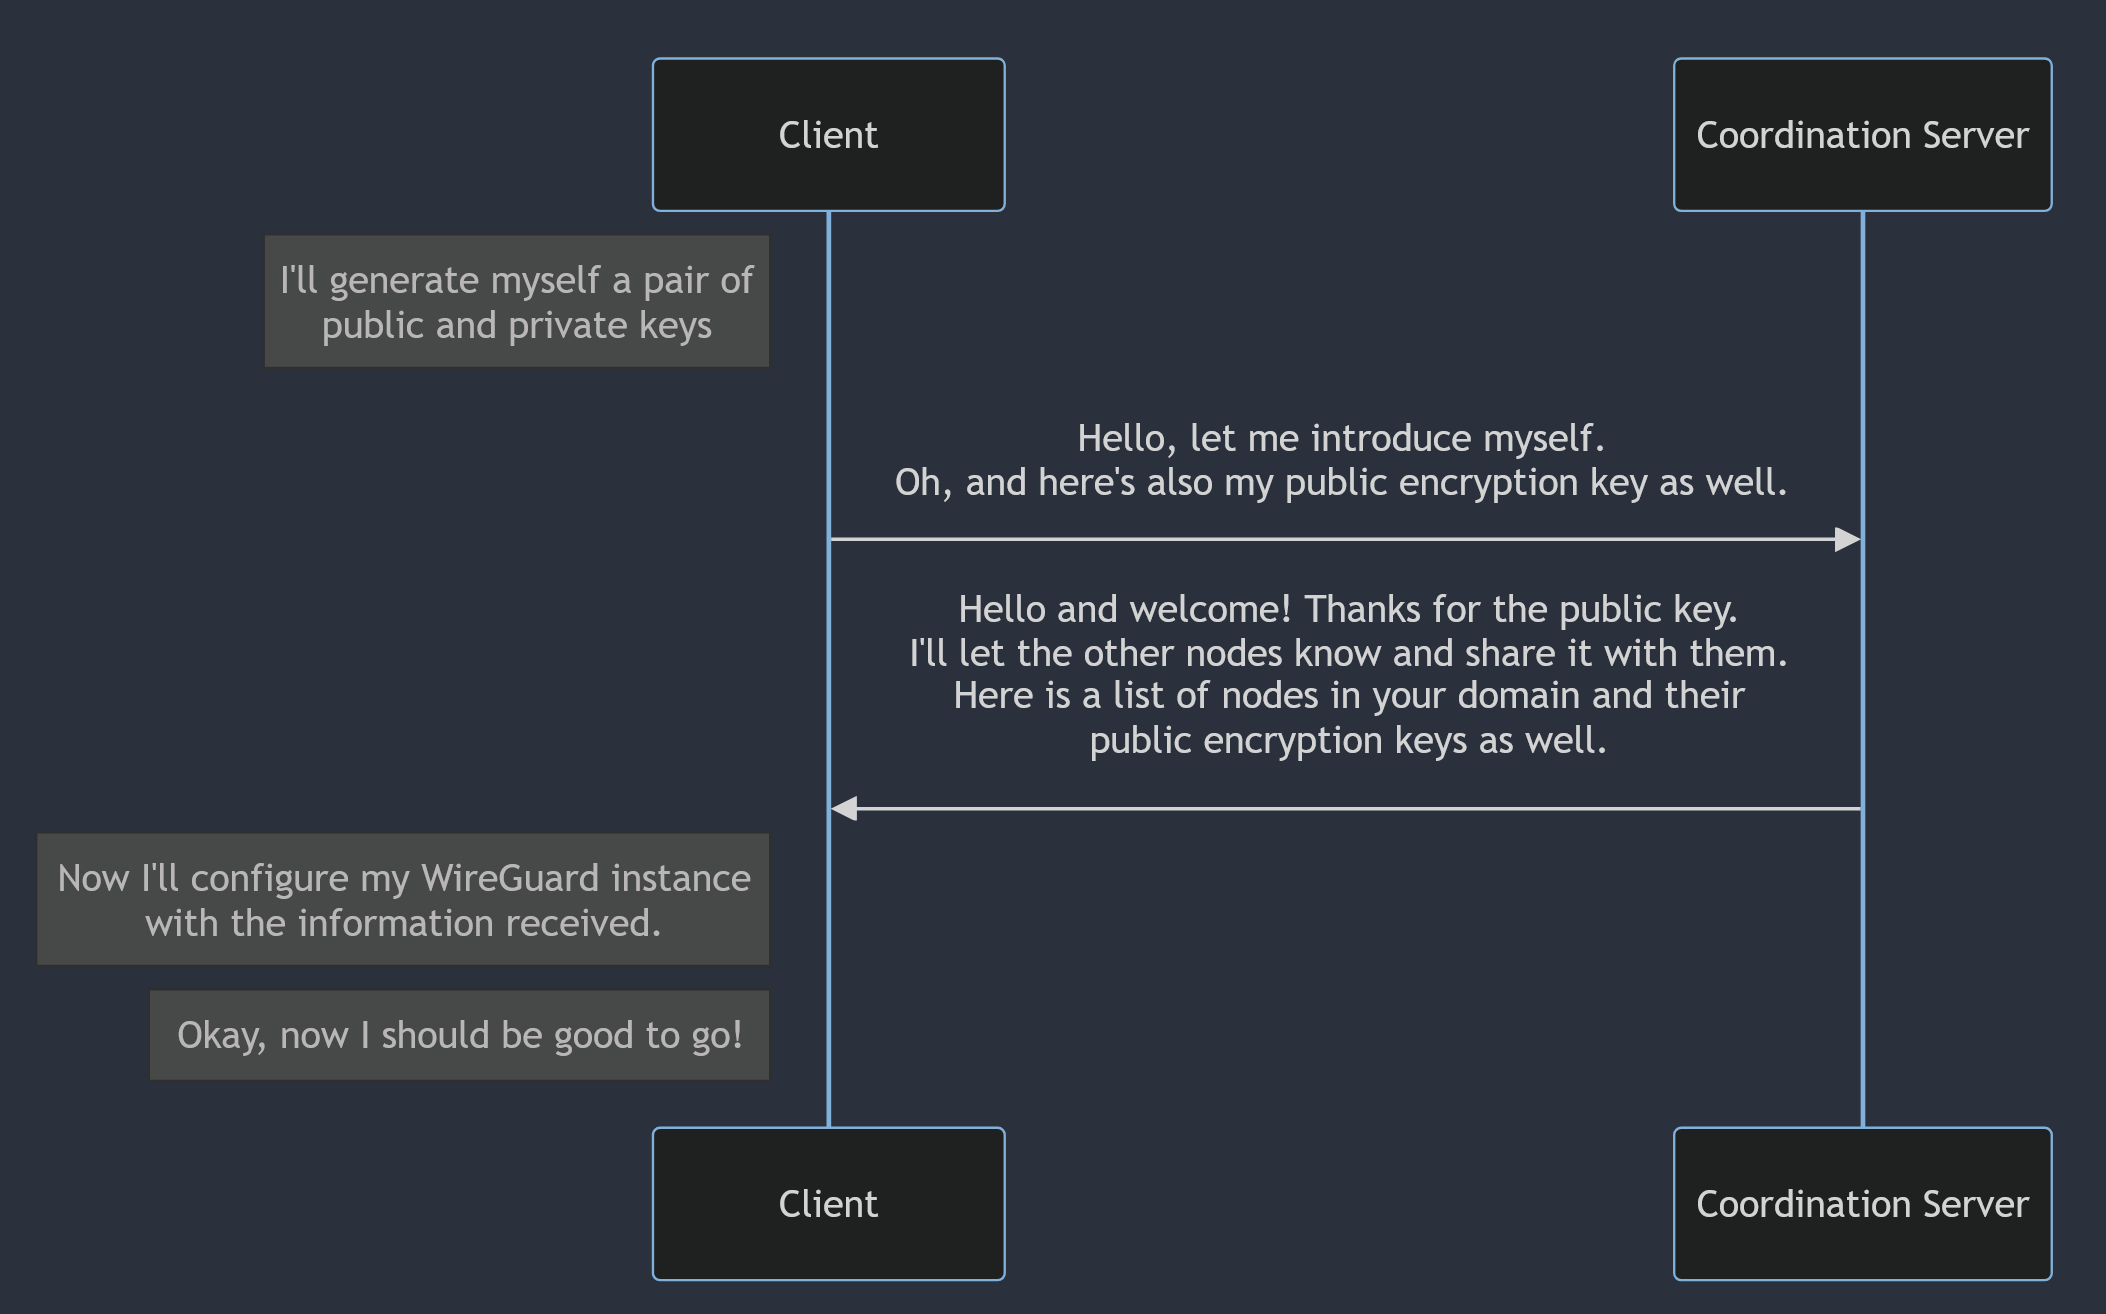 Client
Coordination Server
I'll generate myself a pair of
public and private keys
Hello, let me introduce myself.
Oh, and here's also my public encryption key as well.
Hello and welcome! Thanks for the public key.
I'll let the other nodes know and share it with them.
Here is a list of nodes in your domain and their
public encryption keys as well.
Now I'll configure my WireGuard instance
with the information received.
Okay, now I should be good to go!
Client
Coordination Server